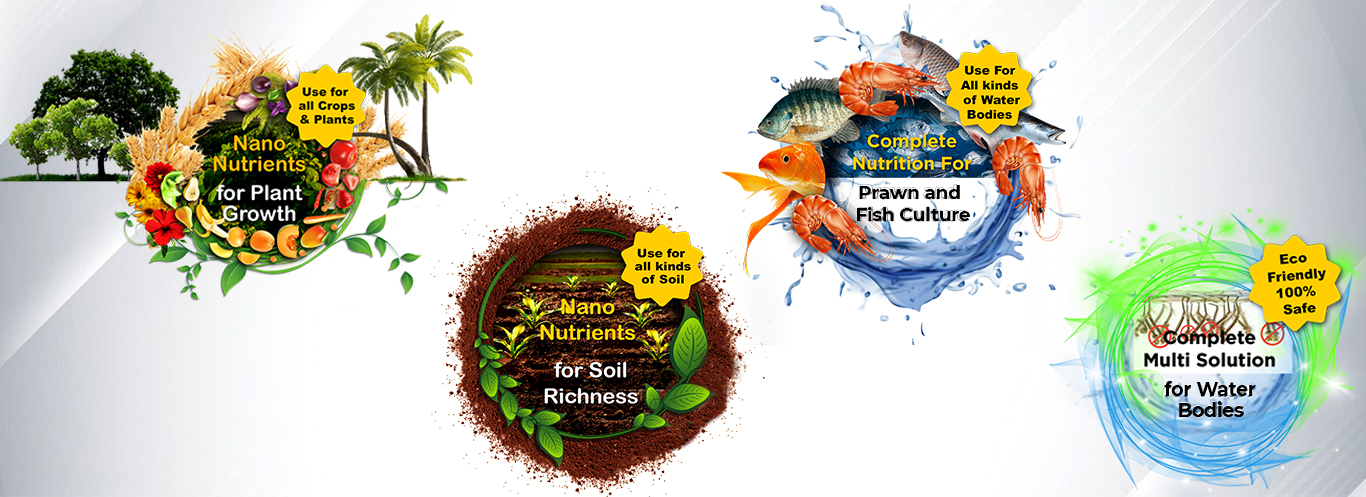 Use for
all Crops
& Plants
Nano
Nutrients
for Plant
Growth
Use for
all kinds
of Soil
Nano
Nutrients
for Soil
Richness
Use For
All kinds
of Water
Bodies
Complete
Nutrition For
Prawn and
Fish Culture
Eco
Friendly
100%
Safe
Complete
Multi Solution
for Water
Bodies